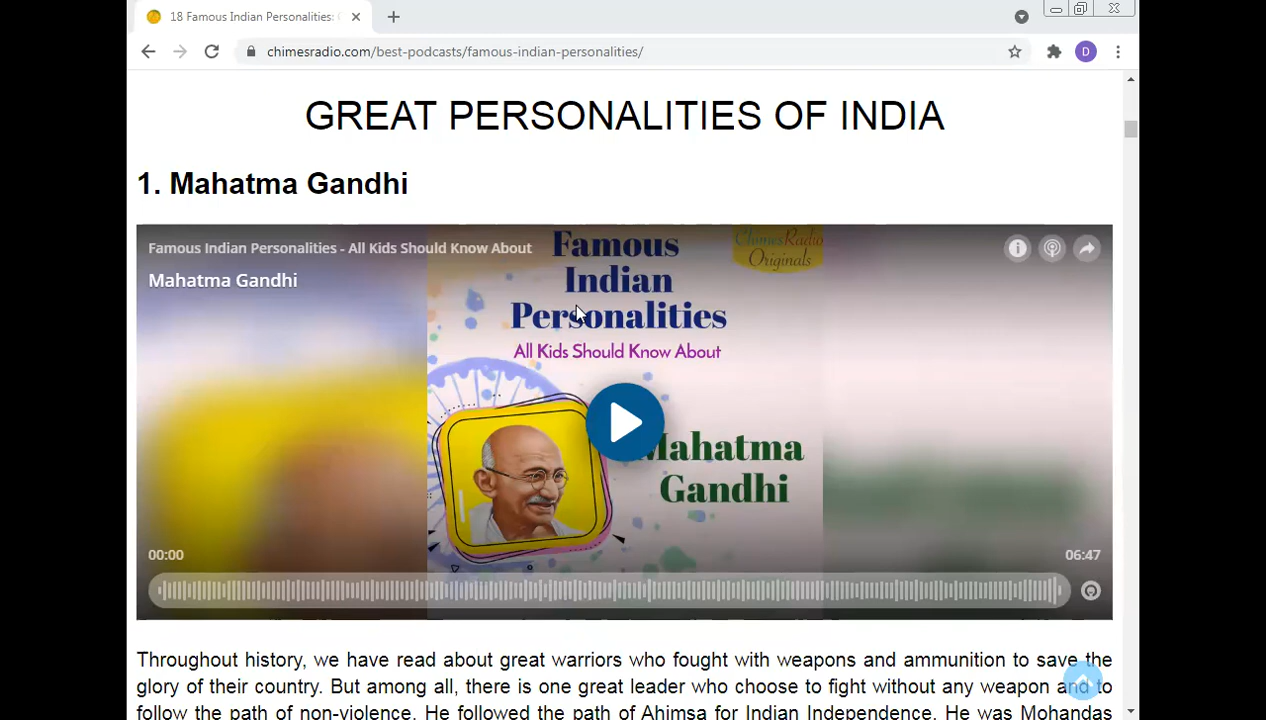 18 Famous Indian Personalities:
D
chimesradio.com/best-podcasts/famous-indian-personalities/
GREAT PERSONALITIES OF INDIA
1. Mahatma Gandhi
Famous Indian Personalities - All Kids Should Know About
Mahatma Gandhi
Famous
Indian
Personalities
All Kids Should Know About
ChimesRadio
Originals
Mahatma
Gandhi
00:00
06:47
Throughout history, we have read about great warriors who fought with weapons and ammunition to save the
glory of their country. But among all, there is one great leader who choose to fight without any weapon and to
follow the path of non-violence. He followed the path of Ahimsa for Indian Independence. He was Mohandas